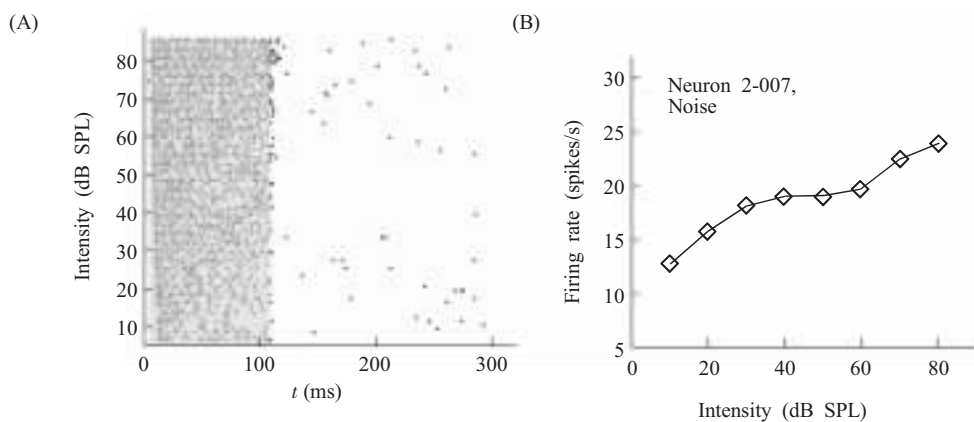 (A)
Intensity (dB SPL)
80
70
60
50
40
30
20
10
0
100
200
300
t (ms)
(B)
Neuron 2-007,
Noise
Firing rate (spikes/s)
30
25
20
15
10
5
0
20
40
60
80
Intensity (dB SPL)